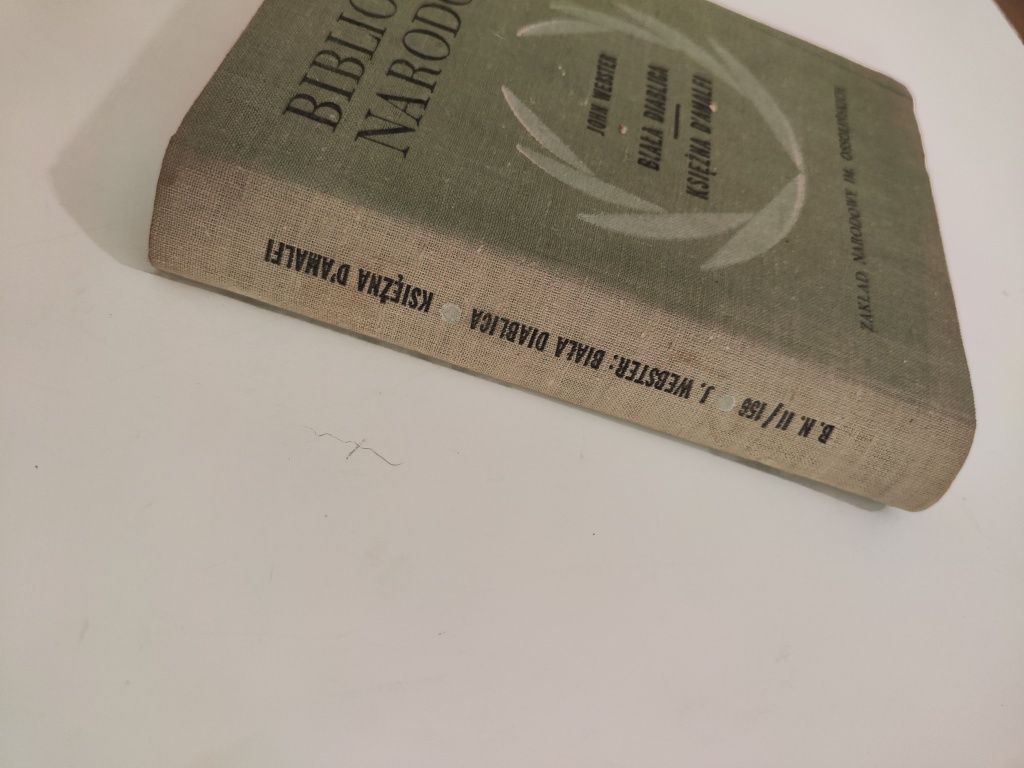 BIBLIO
NARODO
JOHN WEBSTER
BIAŁA DIABLICA
KSIĘŻNA D'AMALFI
ZAKŁAD NARODOWY IM. OSSOLIŃSKICH
B. N. II/156 • J. WEBSTER: BIAŁA DIABLICA • KSIĘŻNA D'AMALFI